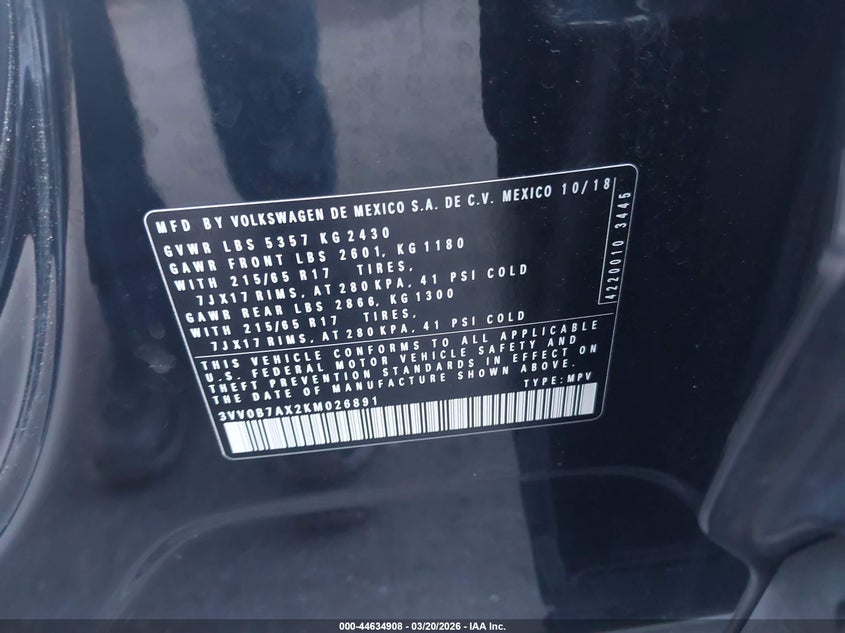 MFD BY VOLKSWAGEN DE MEXICO S.A. DE C.V. MEXICO 10/18
GVWR LBS 5357 KG 2430
GAWR FRONT LBS 2601, KG 1180
WITH 215/65 R17 TIRES,
7JX17 RIMS, AT 280 KPA, 41 PSI COLD
GAWR REAR LBS 2866, KG 1300
WITH 215/65 R17 TIRES,
7JX17 RIMS, AT 280 KPA, 41 PSI COLD
4220010 3445
THIS VEHICLE CONFORMS TO ALL APPLICABLE
U.S. FEDERAL MOTOR VEHICLE SAFETY AND
THEFT PREVENTION STANDARDS IN EFFECT ON
THE DATE OF MANUFACTURE SHOWN ABOVE.
3VV0B7AX2KM026891 TYPE: MPV
000-44634908 - 03/20/2026 - IAA Inc.